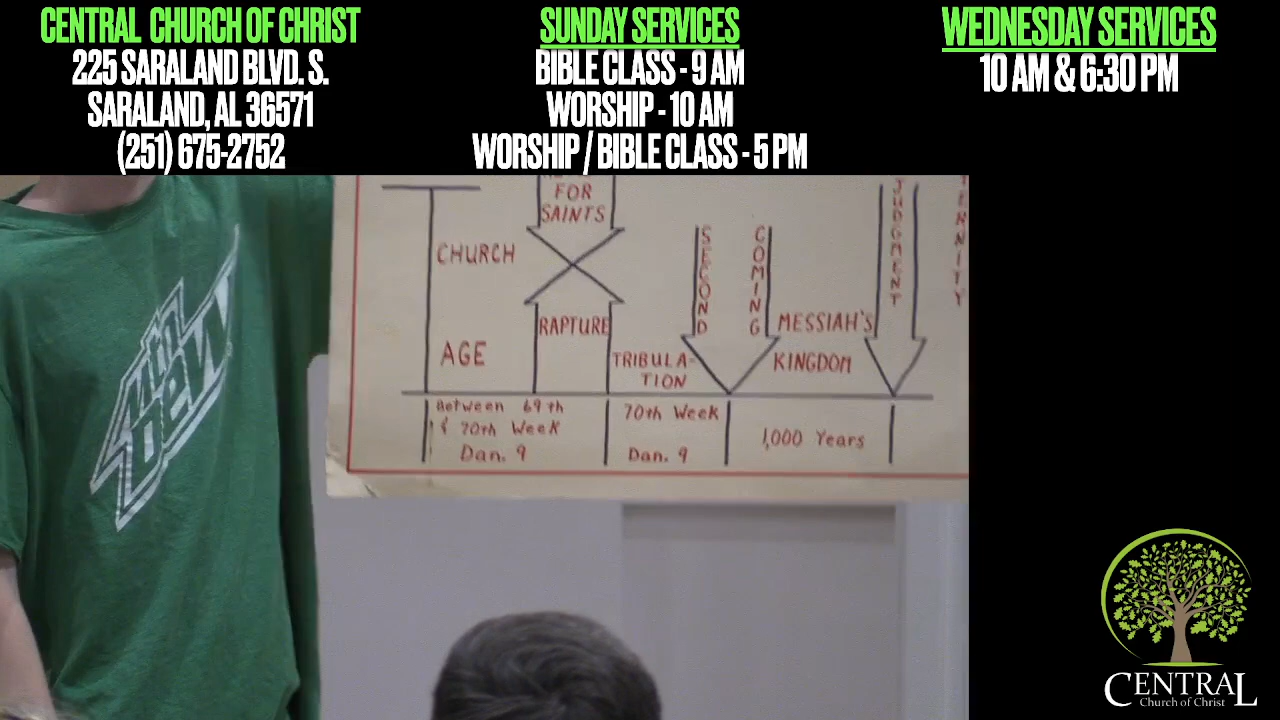 CENTRAL CHURCH OF CHRIST
225 SARALAND BLVD. S.
SARALAND, AL 36571
(251) 675-2752
SUNDAY SERVICES
BIBLE CLASS - 9 AM
WORSHIP - 10 AM
WORSHIP / BIBLE CLASS - 5 PM
WEDNESDAY SERVICES
10 AM & 6:30 PM
mtn
Dew
FOR
SAINTS
CHURCH
AGE
RAPTURE
TRIBULA-
TION
SECOND
COMING
MESSIAH'S
KINGDOM
JUDGMENT
Between 69th
& 70th Week
Dan. 9
70th Week
Dan. 9
1,000 Years
CENTRAL
Church of Christ